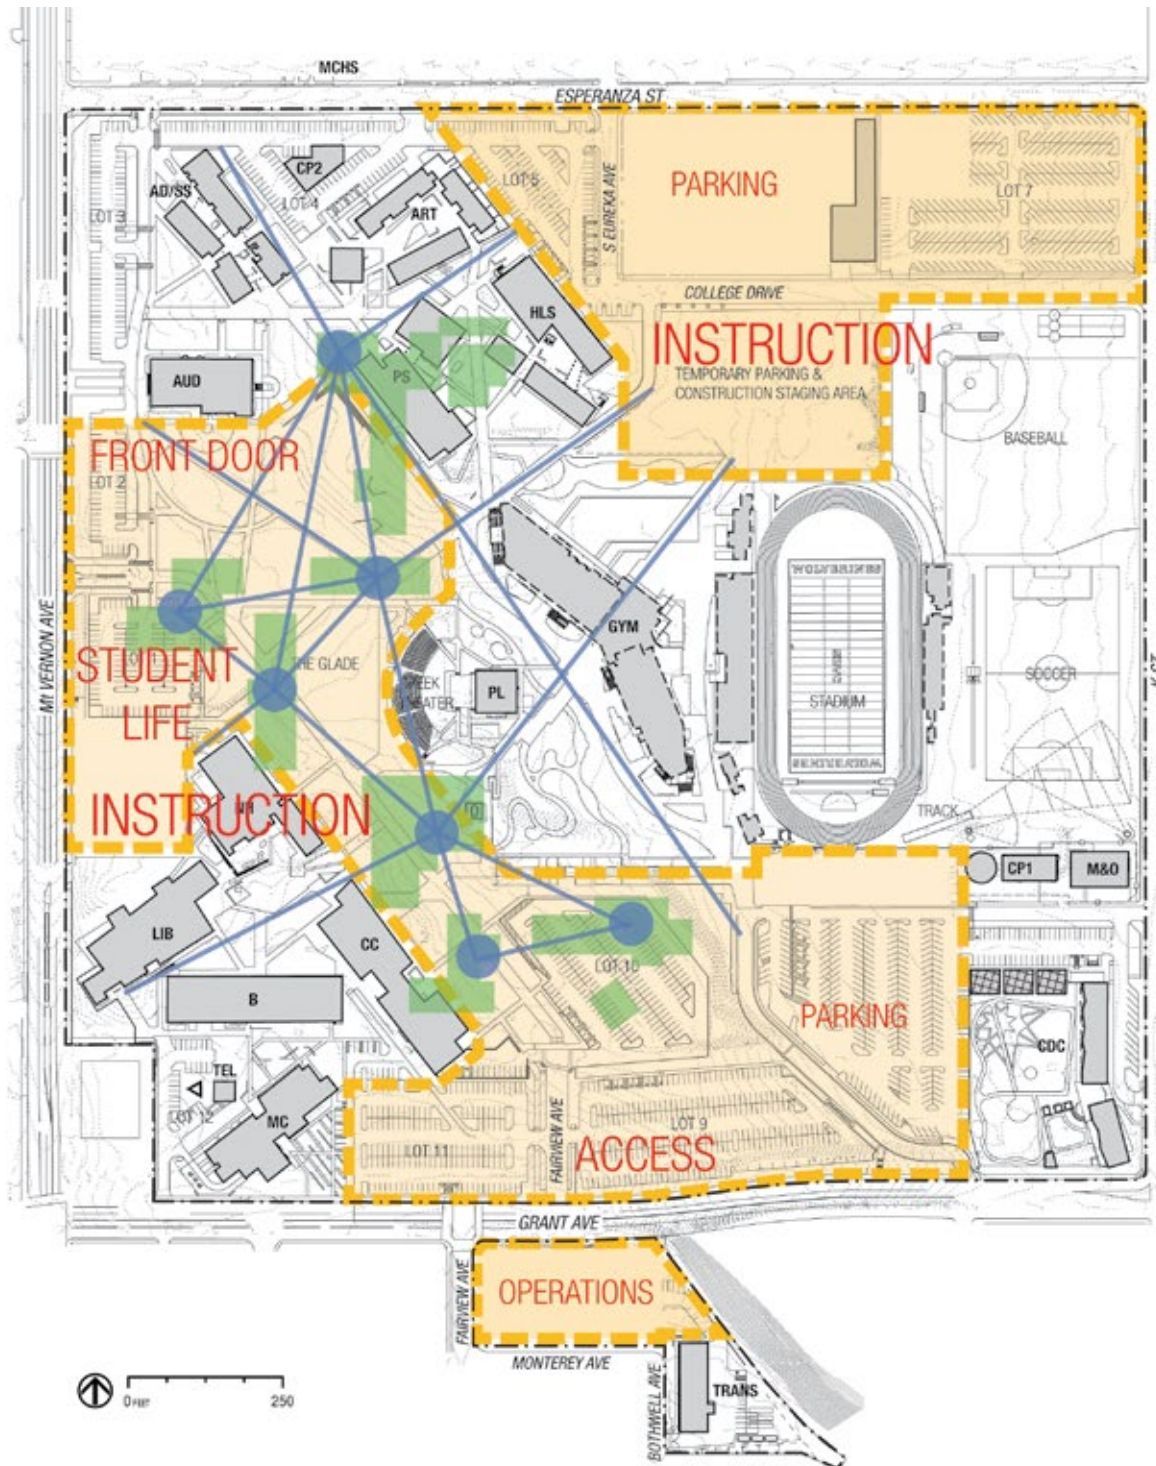 MCHS
ESPERANZA ST
CP2
AD/SS
LOT 3
LOT 4
ART
LOT 5
S EUREKA AVE
PARKING
LOT 7
COLLEGE DRIVE
HLS
INSTRUCTION
TEMPORARY PARKING &
CONSTRUCTION STAGING AREA
AUD
PS
BASEBALL
FRONT DOOR
LOT 2
WOLVERINES
GYM
Mt VERNON AVE
STUDENT
LIFE
THE GLADE
PL
STADIUM
SOCCER
K ST
WOLVERINES
INSTRUCTION
TRACK
CP1
M&O
LIB
CC
LOT 10
B
PARKING
CDC
TEL
LOT 12
MC
LOT 11
FAIRVIEW AVE
LOT 9
ACCESS
GRANT AVE
FAIRVIEW AVE
OPERATIONS
MONTEREY AVE
BOTHWELL AVE
TRANS
0 FEET
250